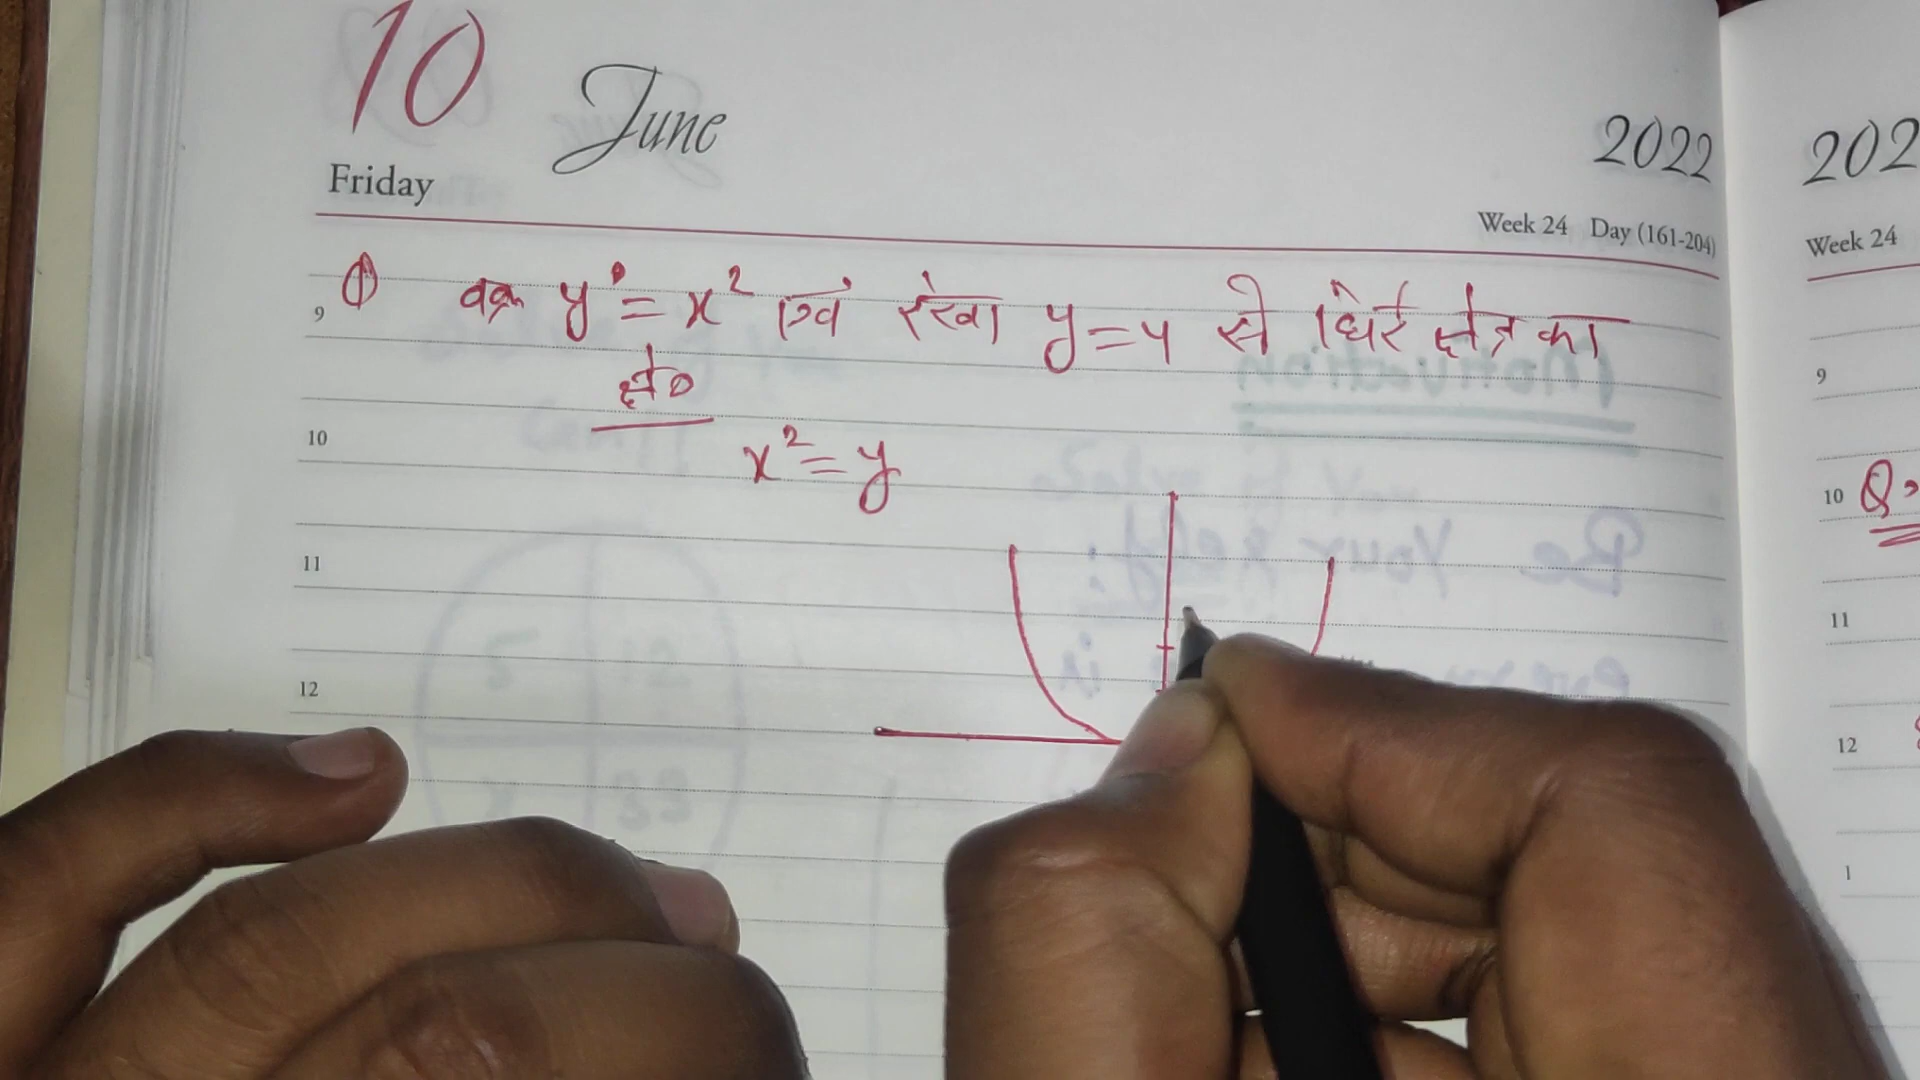 10 June
2022
Friday
Week 24 Day (161-204)
① वक्र y = x² एवं रेखा y=4 से घिरे क्षेत्र का
क्षे०
x² = y
9
10
11
12
202
Week 24
9
10 Q
11
12
1